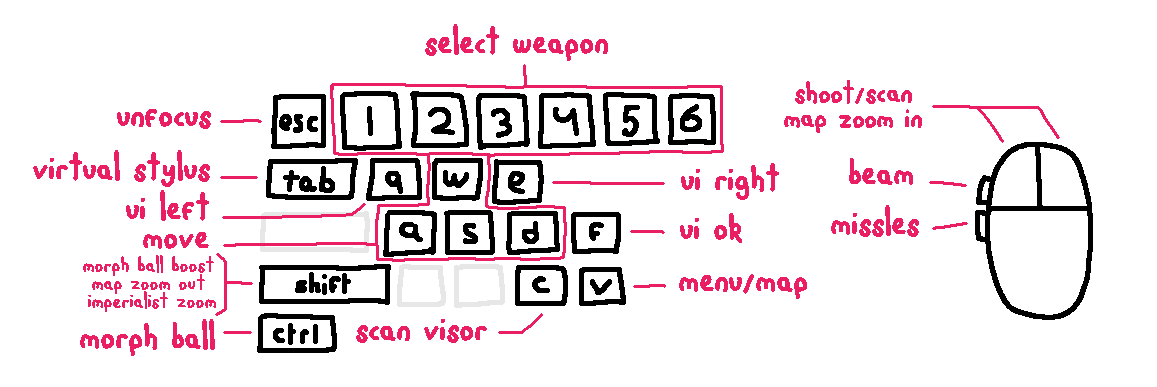 select weapon
shoot/scan
map zoom in
unfocus
esc
1
2
3
4
5
6
virtual stylus
tab
q
w
e
ui right
beam
ui left
move
a
s
d
f
ui ok
missles
morph ball boost
map zoom out
imperialist zoom
shift
c
v
menu/map
morph ball
ctrl
scan visor